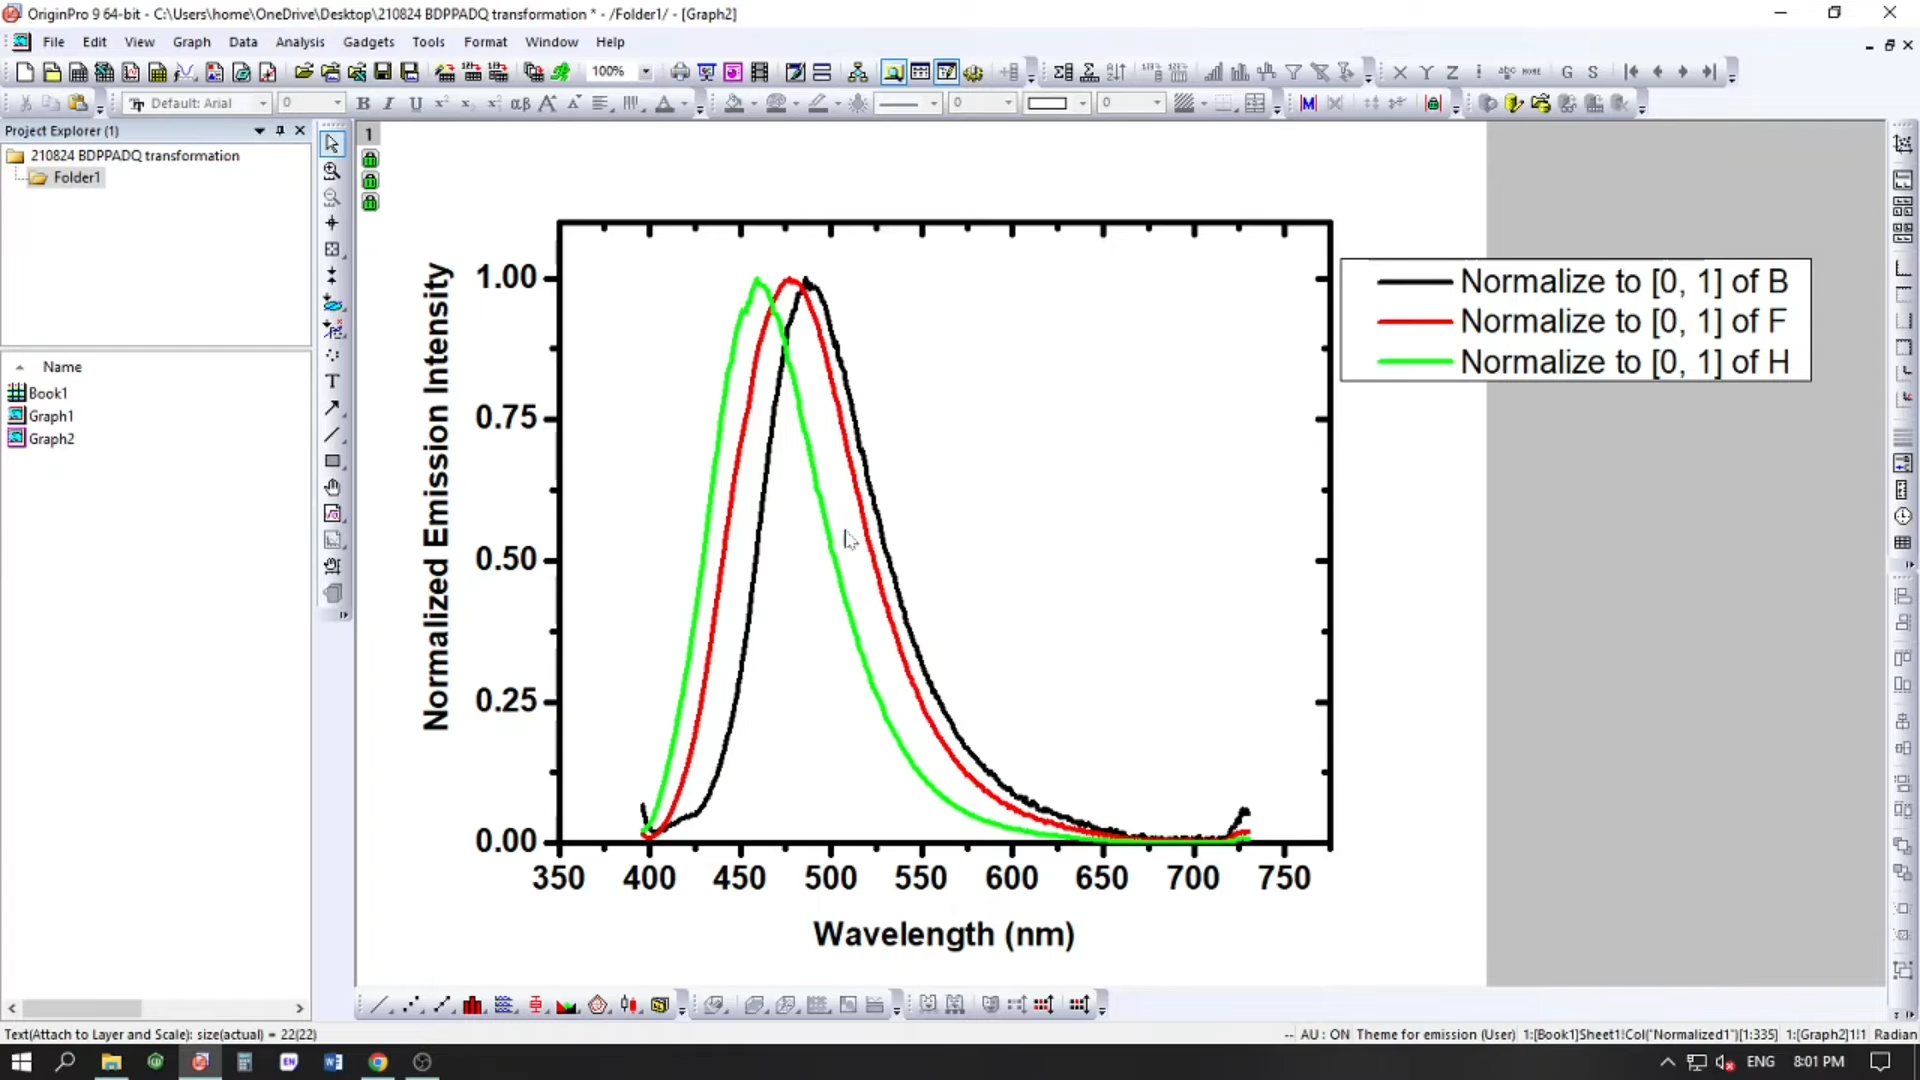 OriginPro 9 64-bit - C:\Users\home\OneDrive\Desktop\210824 BDPPADQ transformation * - /Folder1/ - [Graph2]
File Edit View Graph Data Analysis Gadgets Tools Format Window Help
100%
Default: Arial 0 B I U 0 0
Project Explorer (1)
210824 BDPPADQ transformation
Folder1
Name
Book1
Graph1
Graph2
1
Normalized Emission Intensity
1.00
0.75
0.50
0.25
0.00
350 400 450 500 550 600 650 700 750
Wavelength (nm)
Normalize to [0, 1] of B
Normalize to [0, 1] of F
Normalize to [0, 1] of H
Text(Attach to Layer and Scale): size(actual) = 22(22)
-- AU : ON Theme for emission (User) 1:[Book1]Sheet1!Col("Normalized1")[1:335] 1:[Graph2]1!1 Radian
ENG 8:01 PM